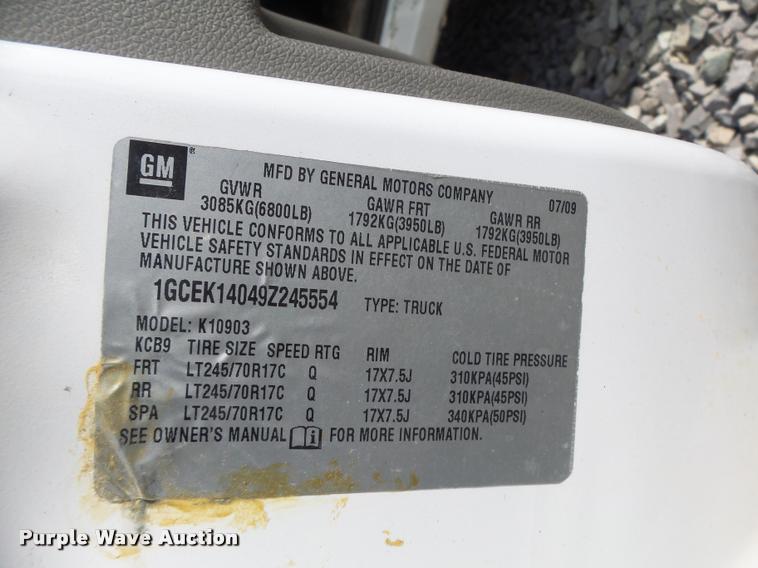 GM ®
MFD BY GENERAL MOTORS COMPANY 07/09
GVWR GAWR FRT GAWR RR
3085KG(6800LB) 1792KG(3950LB) 1792KG(3950LB)
THIS VEHICLE CONFORMS TO ALL APPLICABLE U.S. FEDERAL MOTOR
VEHICLE SAFETY STANDARDS IN EFFECT ON THE DATE OF
MANUFACTURE SHOWN ABOVE.
1GCEK14049Z245554 TYPE: TRUCK
MODEL: K10903
KCB9 TIRE SIZE SPEED RTG RIM COLD TIRE PRESSURE
FRT LT245/70R17C Q 17X7.5J 310KPA(45PSI)
RR LT245/70R17C Q 17X7.5J 310KPA(45PSI)
SPA LT245/70R17C Q 17X7.5J 340KPA(50PSI)
SEE OWNER'S MANUAL i FOR MORE INFORMATION.
Purple Wave Auction